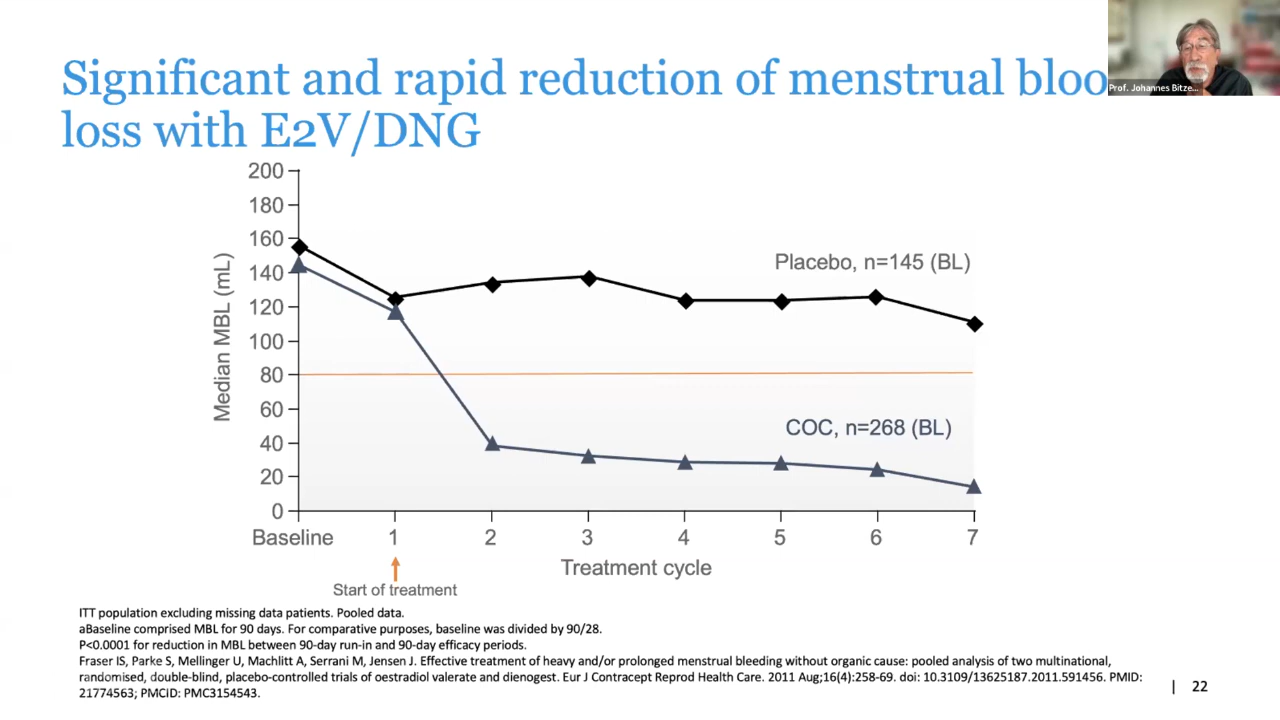 Significant and rapid reduction of menstrual bloo
loss with E2V/DNG
Prof. Johannes Bitze...
200
180
160
140
120
100
80
60
40
20
0
Median MBL (mL)
Placebo, n=145 (BL)
COC, n=268 (BL)
Baseline 1 2 3 4 5 6 7
Treatment cycle
Start of treatment
ITT population excluding missing data patients. Pooled data.
aBaseline comprised MBL for 90 days. For comparative purposes, baseline was divided by 90/28.
P<0.0001 for reduction in MBL between 90-day run-in and 90-day efficacy periods.
Fraser IS, Parke S, Mellinger U, Machlitt A, Serrani M, Jensen J. Effective treatment of heavy and/or prolonged menstrual bleeding without organic cause: pooled analysis of two multinational,
randomised, double-blind, placebo-controlled trials of oestradiol valerate and dienogest. Eur J Contracept Reprod Health Care. 2011 Aug;16(4):258-69. doi: 10.3109/13625187.2011.591456. PMID:
21774563; PMCID: PMC3154543.
| 22